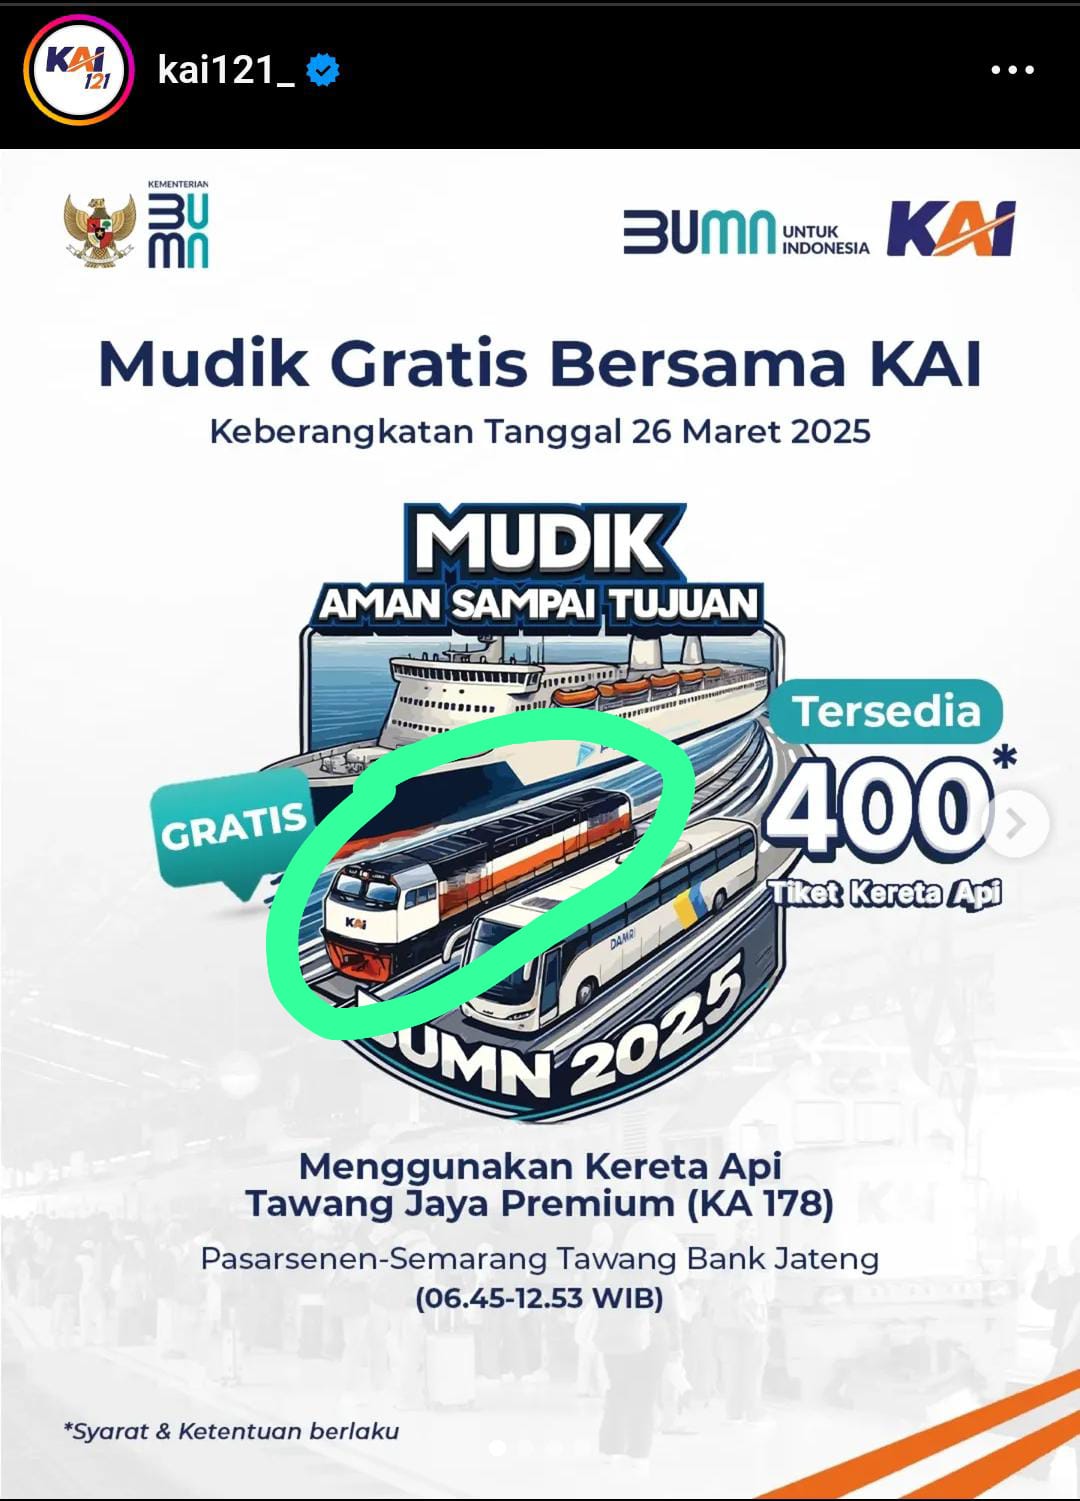 KAI
121
kai121_
KEMENTERIAN
BUMN
BUMN UNTUK INDONESIA
KAI
Mudik Gratis Bersama KAI
Keberangkatan Tanggal 26 Maret 2025
MUDIK
AMAN SAMPAI TUJUAN
Tersedia
400*
Tiket Kereta Api
GRATIS
KAI
DAMRI
BUMN 2025
Menggunakan Kereta Api
Tawang Jaya Premium (KA 178)
Pasarsenen-Semarang Tawang Bank Jateng
(06.45-12.53 WIB)
*Syarat & Ketentuan berlaku